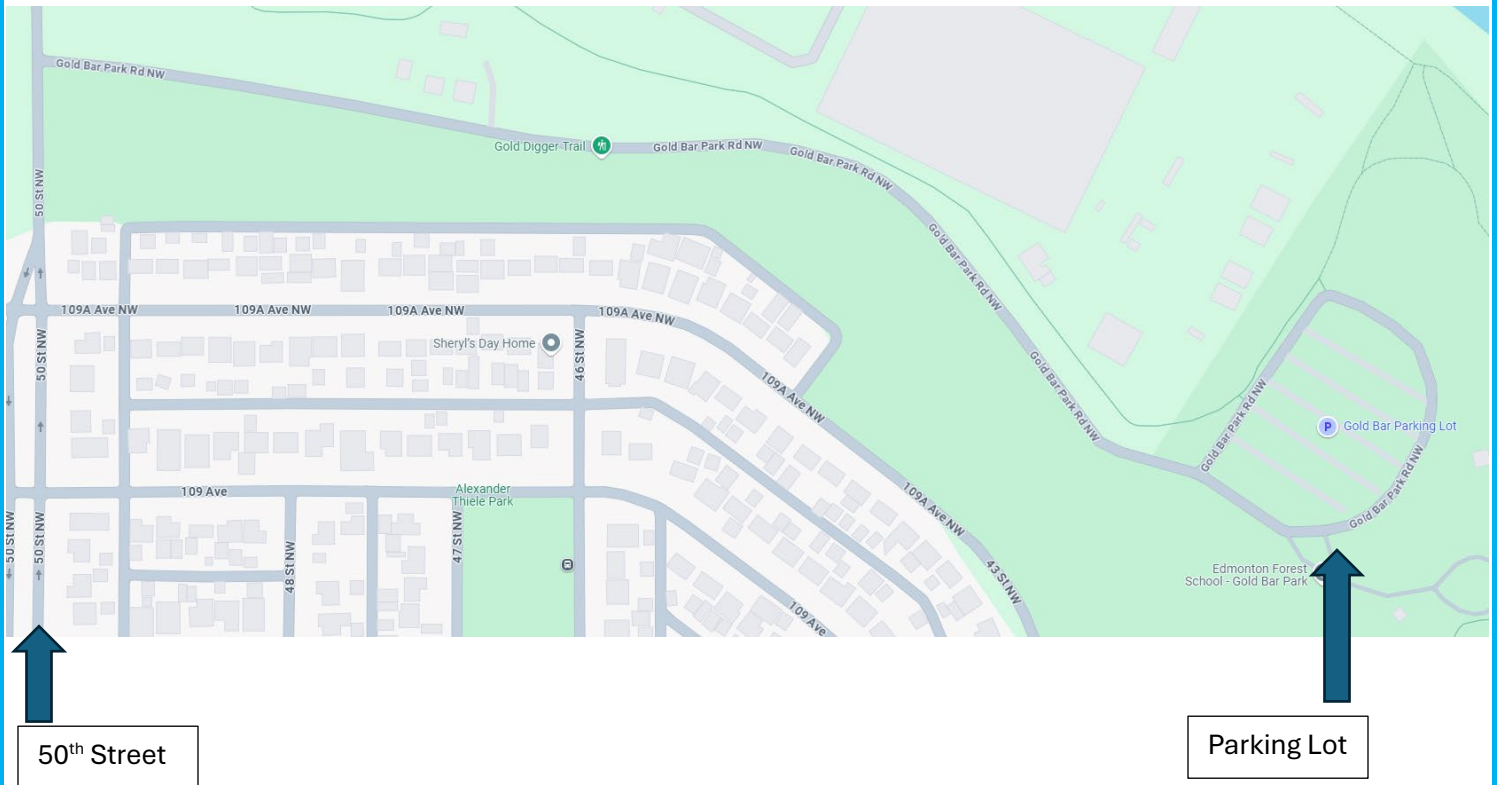 Gold Bar Park Rd NW
Gold Digger Trail
Gold Bar Park Rd NW
Gold Bar Park Rd NW
50 St NW
Gold Bar Park Rd NW
109A Ave NW
109A Ave NW
109A Ave NW
109A Ave NW
Sheryl's Day Home
46 St NW
50 St NW
Gold Bar Park Rd NW
109A Ave NW
Gold Bar Park Rd NW
P
Gold Bar Parking Lot
Gold Bar Park Rd NW
109 Ave
Alexander
Thiele Park
109A Ave NW
50 St NW
50 St NW
47 St NW
48 St NW
43 St NW
Edmonton Forest
School - Gold Bar Park
109 Ave
50th Street
Parking Lot